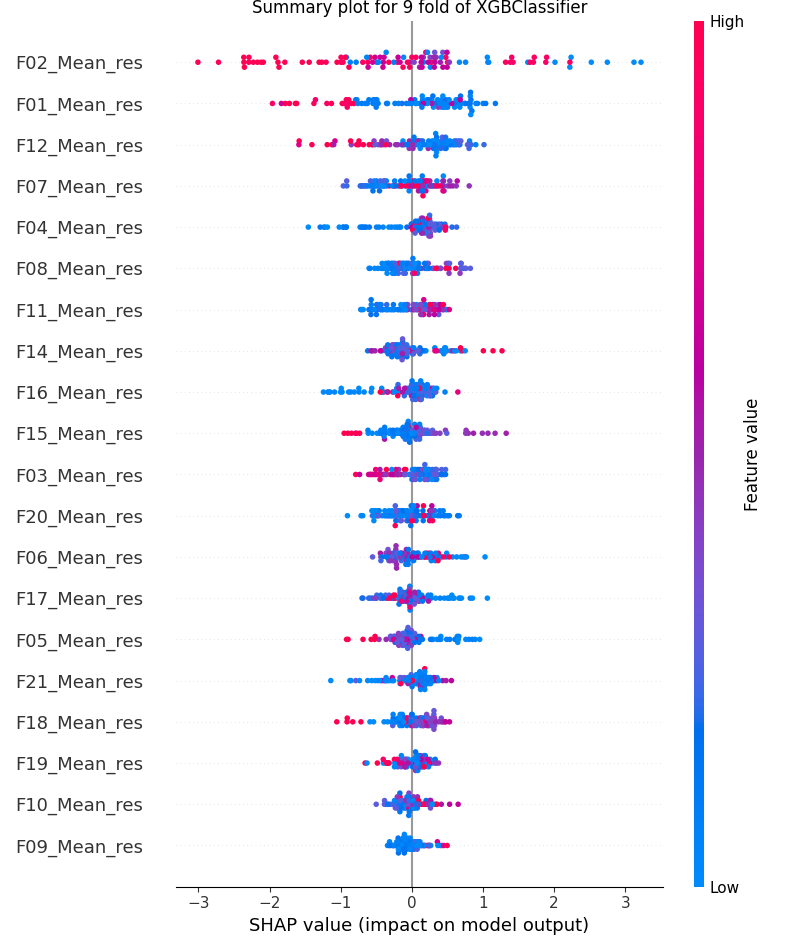 Summary plot for 9 fold of XGBClassifier
High
F02_Mean_res
F01_Mean_res
F12_Mean_res
F07_Mean_res
F04_Mean_res
F08_Mean_res
F11_Mean_res
F14_Mean_res
F16_Mean_res
F15_Mean_res
F03_Mean_res
F20_Mean_res
F06_Mean_res
F17_Mean_res
F05_Mean_res
F21_Mean_res
F18_Mean_res
F19_Mean_res
F10_Mean_res
F09_Mean_res
Feature value
Low
−3 −2 −1 0 1 2 3
SHAP value (impact on model output)